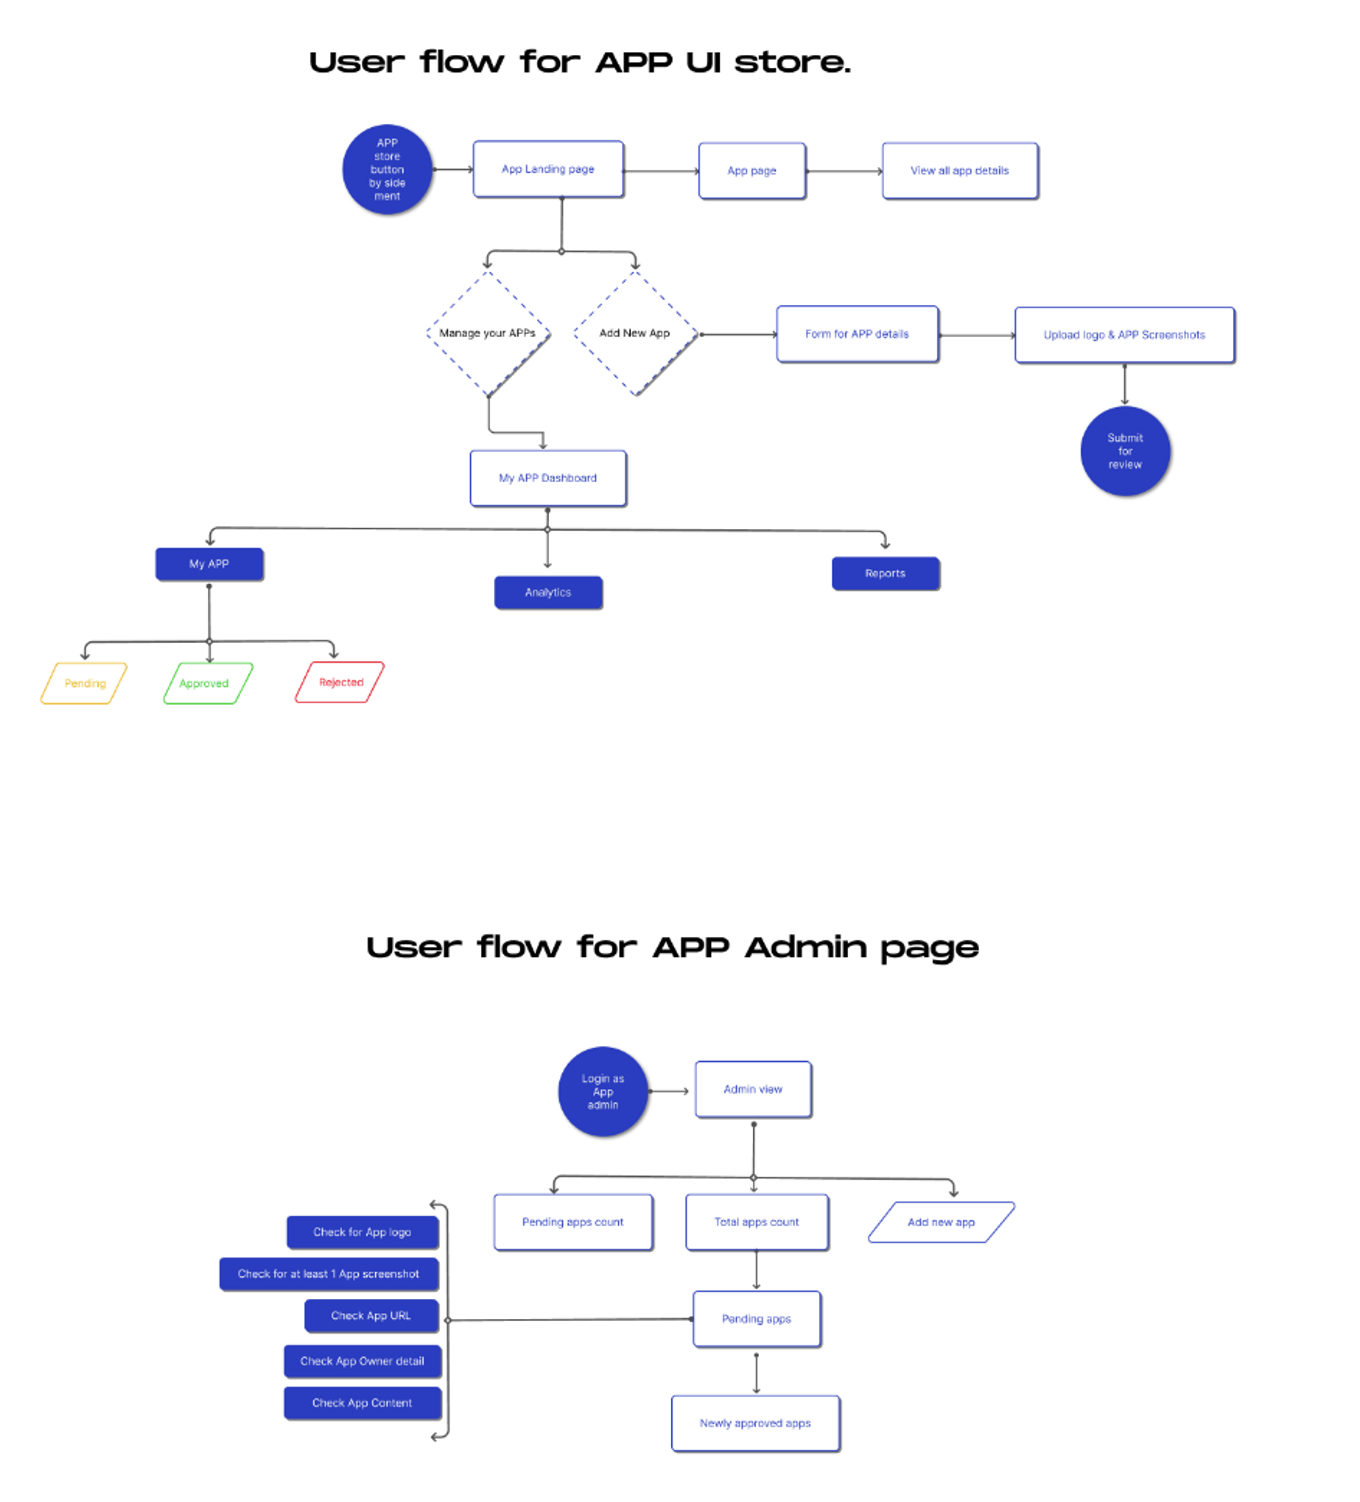 User flow for APP UI store.
APP
store
button
by side
ment
App Landing page
App page
View all app details
Manage your APPs
Add New App
Form for APP details
Upload logo & APP Screenshots
Submit
for
review
My APP Dashboard
My APP
Analytics
Reports
Pending
Approved
Rejected
User flow for APP Admin page
Login as
App
admin
Admin view
Pending apps count
Total apps count
Add new app
Check for App logo
Check for at least 1 App screenshot
Check App URL
Check App Owner detail
Check App Content
Pending apps
Newly approved apps